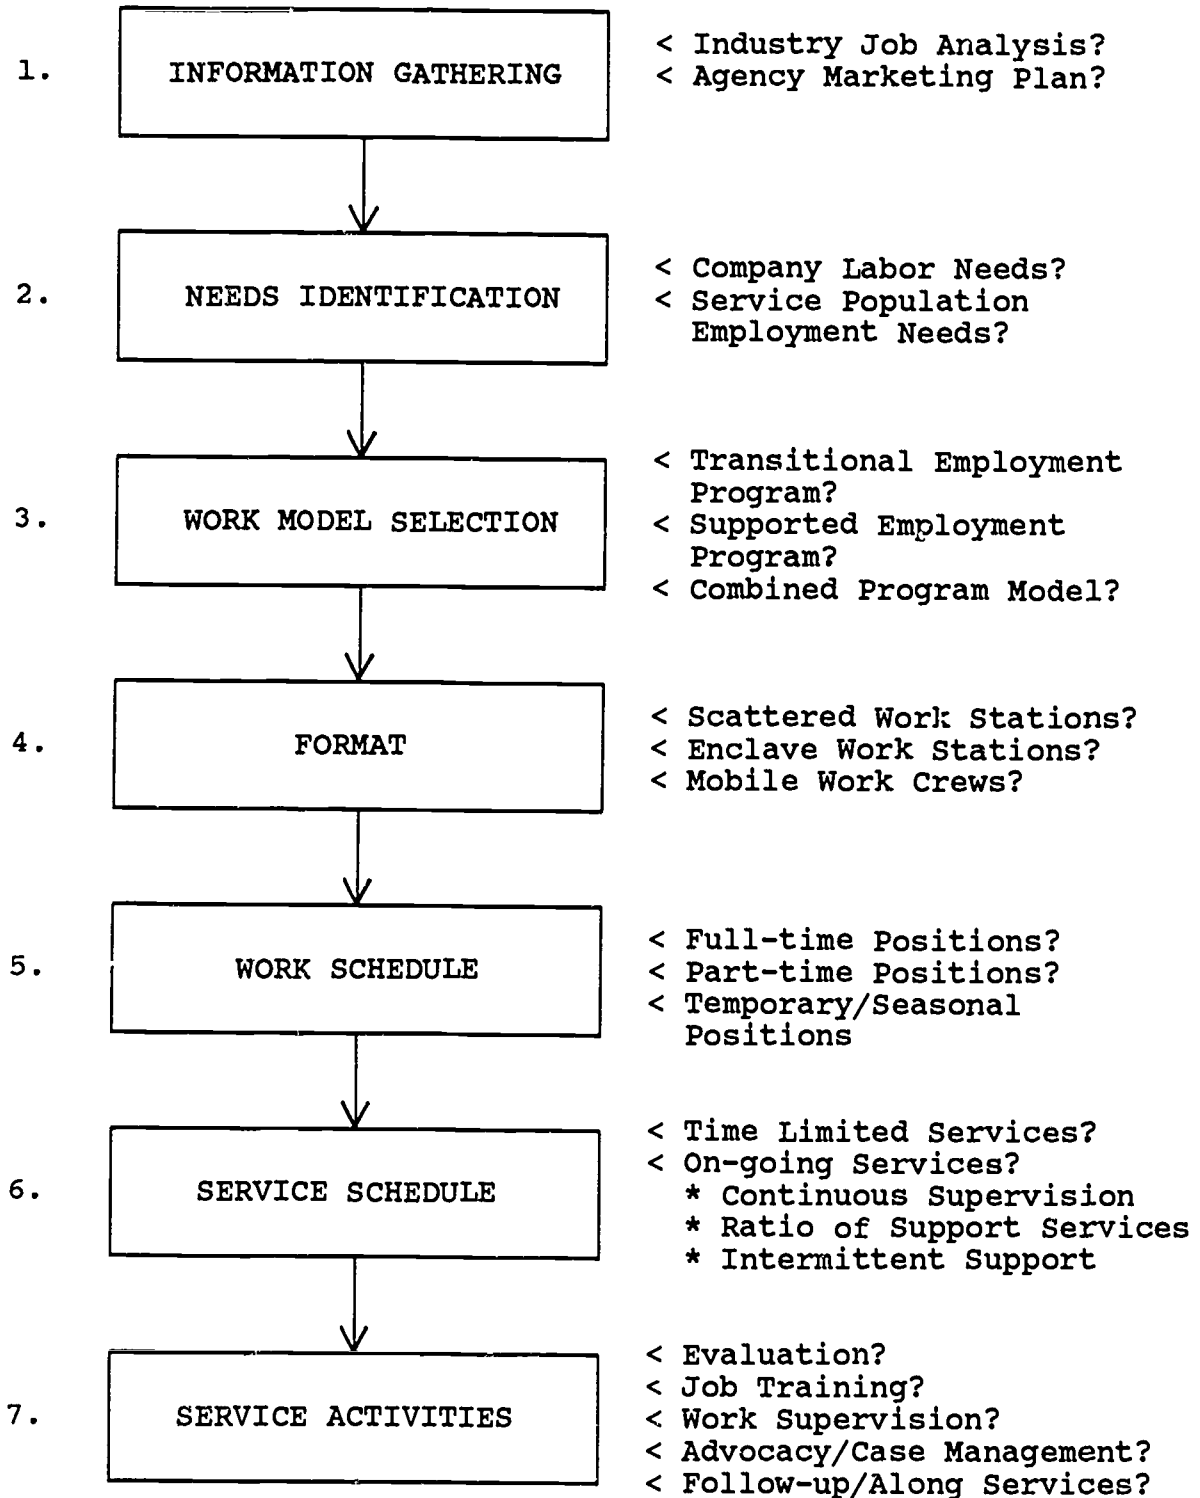 1. INFORMATION GATHERING
< Industry Job Analysis?
< Agency Marketing Plan?
2. NEEDS IDENTIFICATION
< Company Labor Needs?
< Service Population
Employment Needs?
3. WORK MODEL SELECTION
< Transitional Employment
Program?
< Supported Employment
Program?
< Combined Program Model?
4. FORMAT
< Scattered Work Stations?
< Enclave Work Stations?
< Mobile Work Crews?
5. WORK SCHEDULE
< Full-time Positions?
< Part-time Positions?
< Temporary/Seasonal
Positions
6. SERVICE SCHEDULE
< Time Limited Services?
< On-going Services?
* Continuous Supervision
* Ratio of Support Services
* Intermittent Support
7. SERVICE ACTIVITIES
< Evaluation?
< Job Training?
< Work Supervision?
< Advocacy/Case Management?
< Follow-up/Along Services?